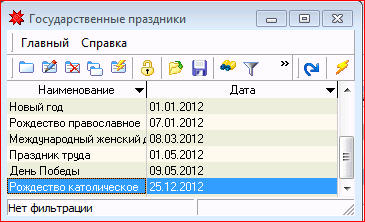 Государственные праздники
Главный Справка
Наименование Дата
Новый год 01.01.2012
Рождество православное 07.01.2012
Международный женский д 08.03.2012
Праздник труда 01.05.2012
День Победы 09.05.2012
Рождество католическое 25.12.2012
Нет фильтрации